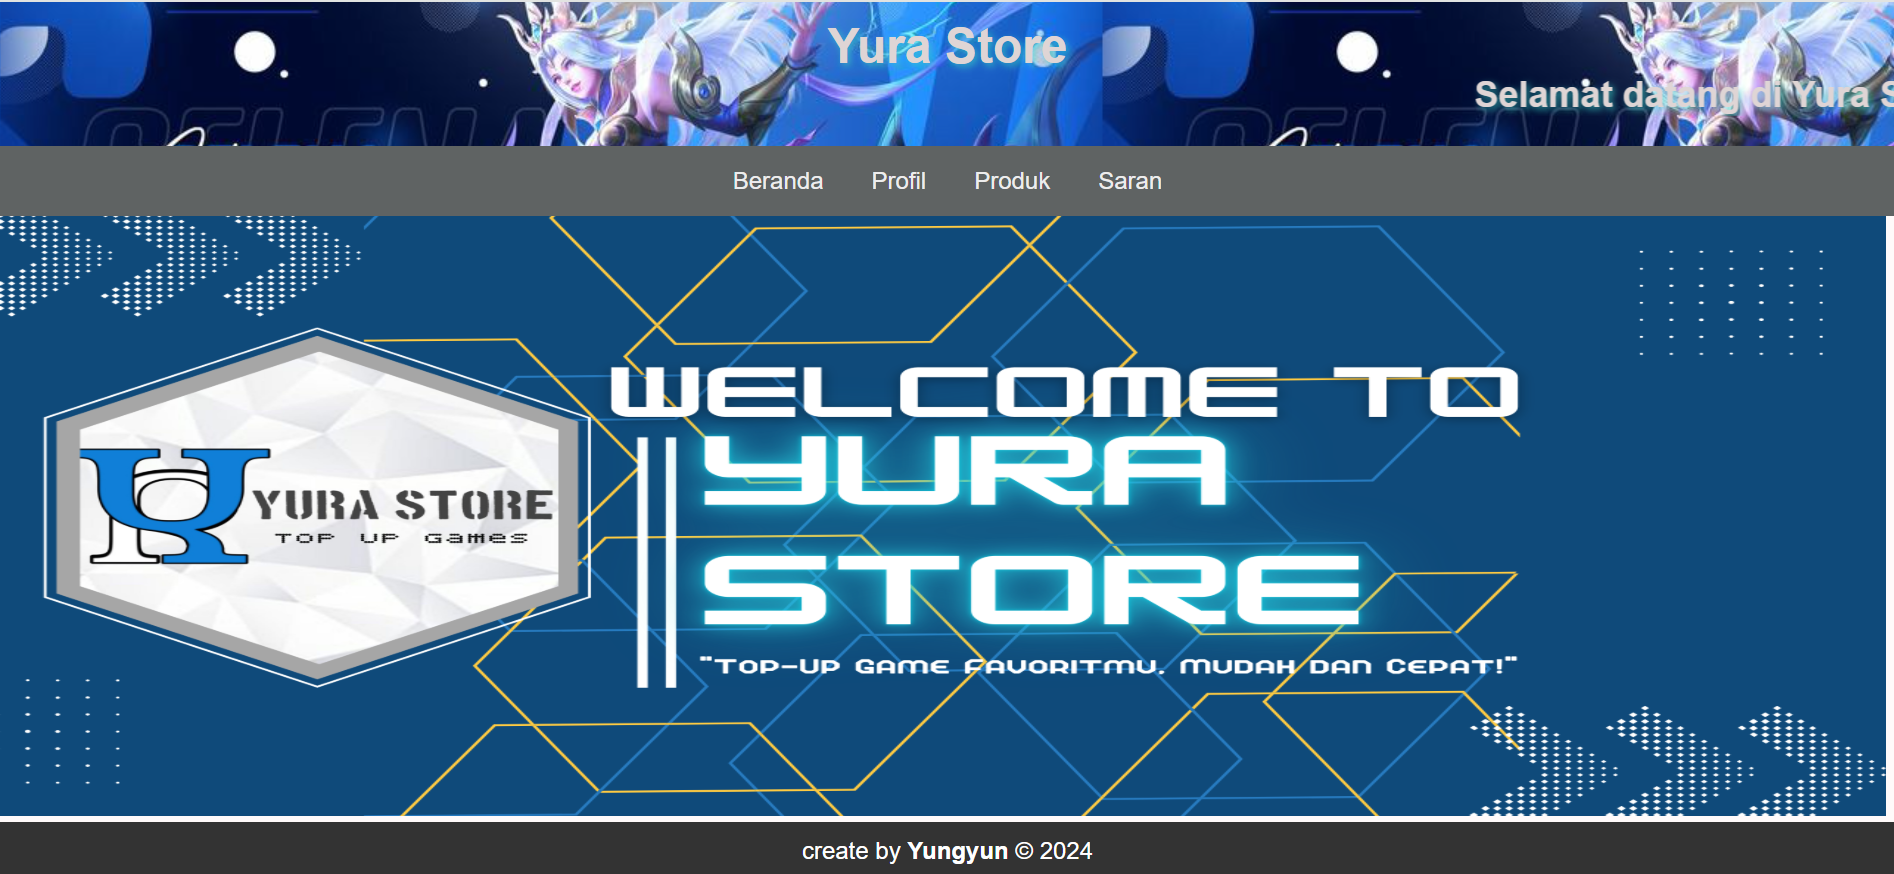 Yura Store
Selamat datang di Yura S
Beranda Profil Produk Saran
WELCOME TO
YURA
STORE
"Top-Up Game Favoritmu, Mudah dan Cepat!"
YURA STORE
TOP UP Games
create by Yungyun © 2024